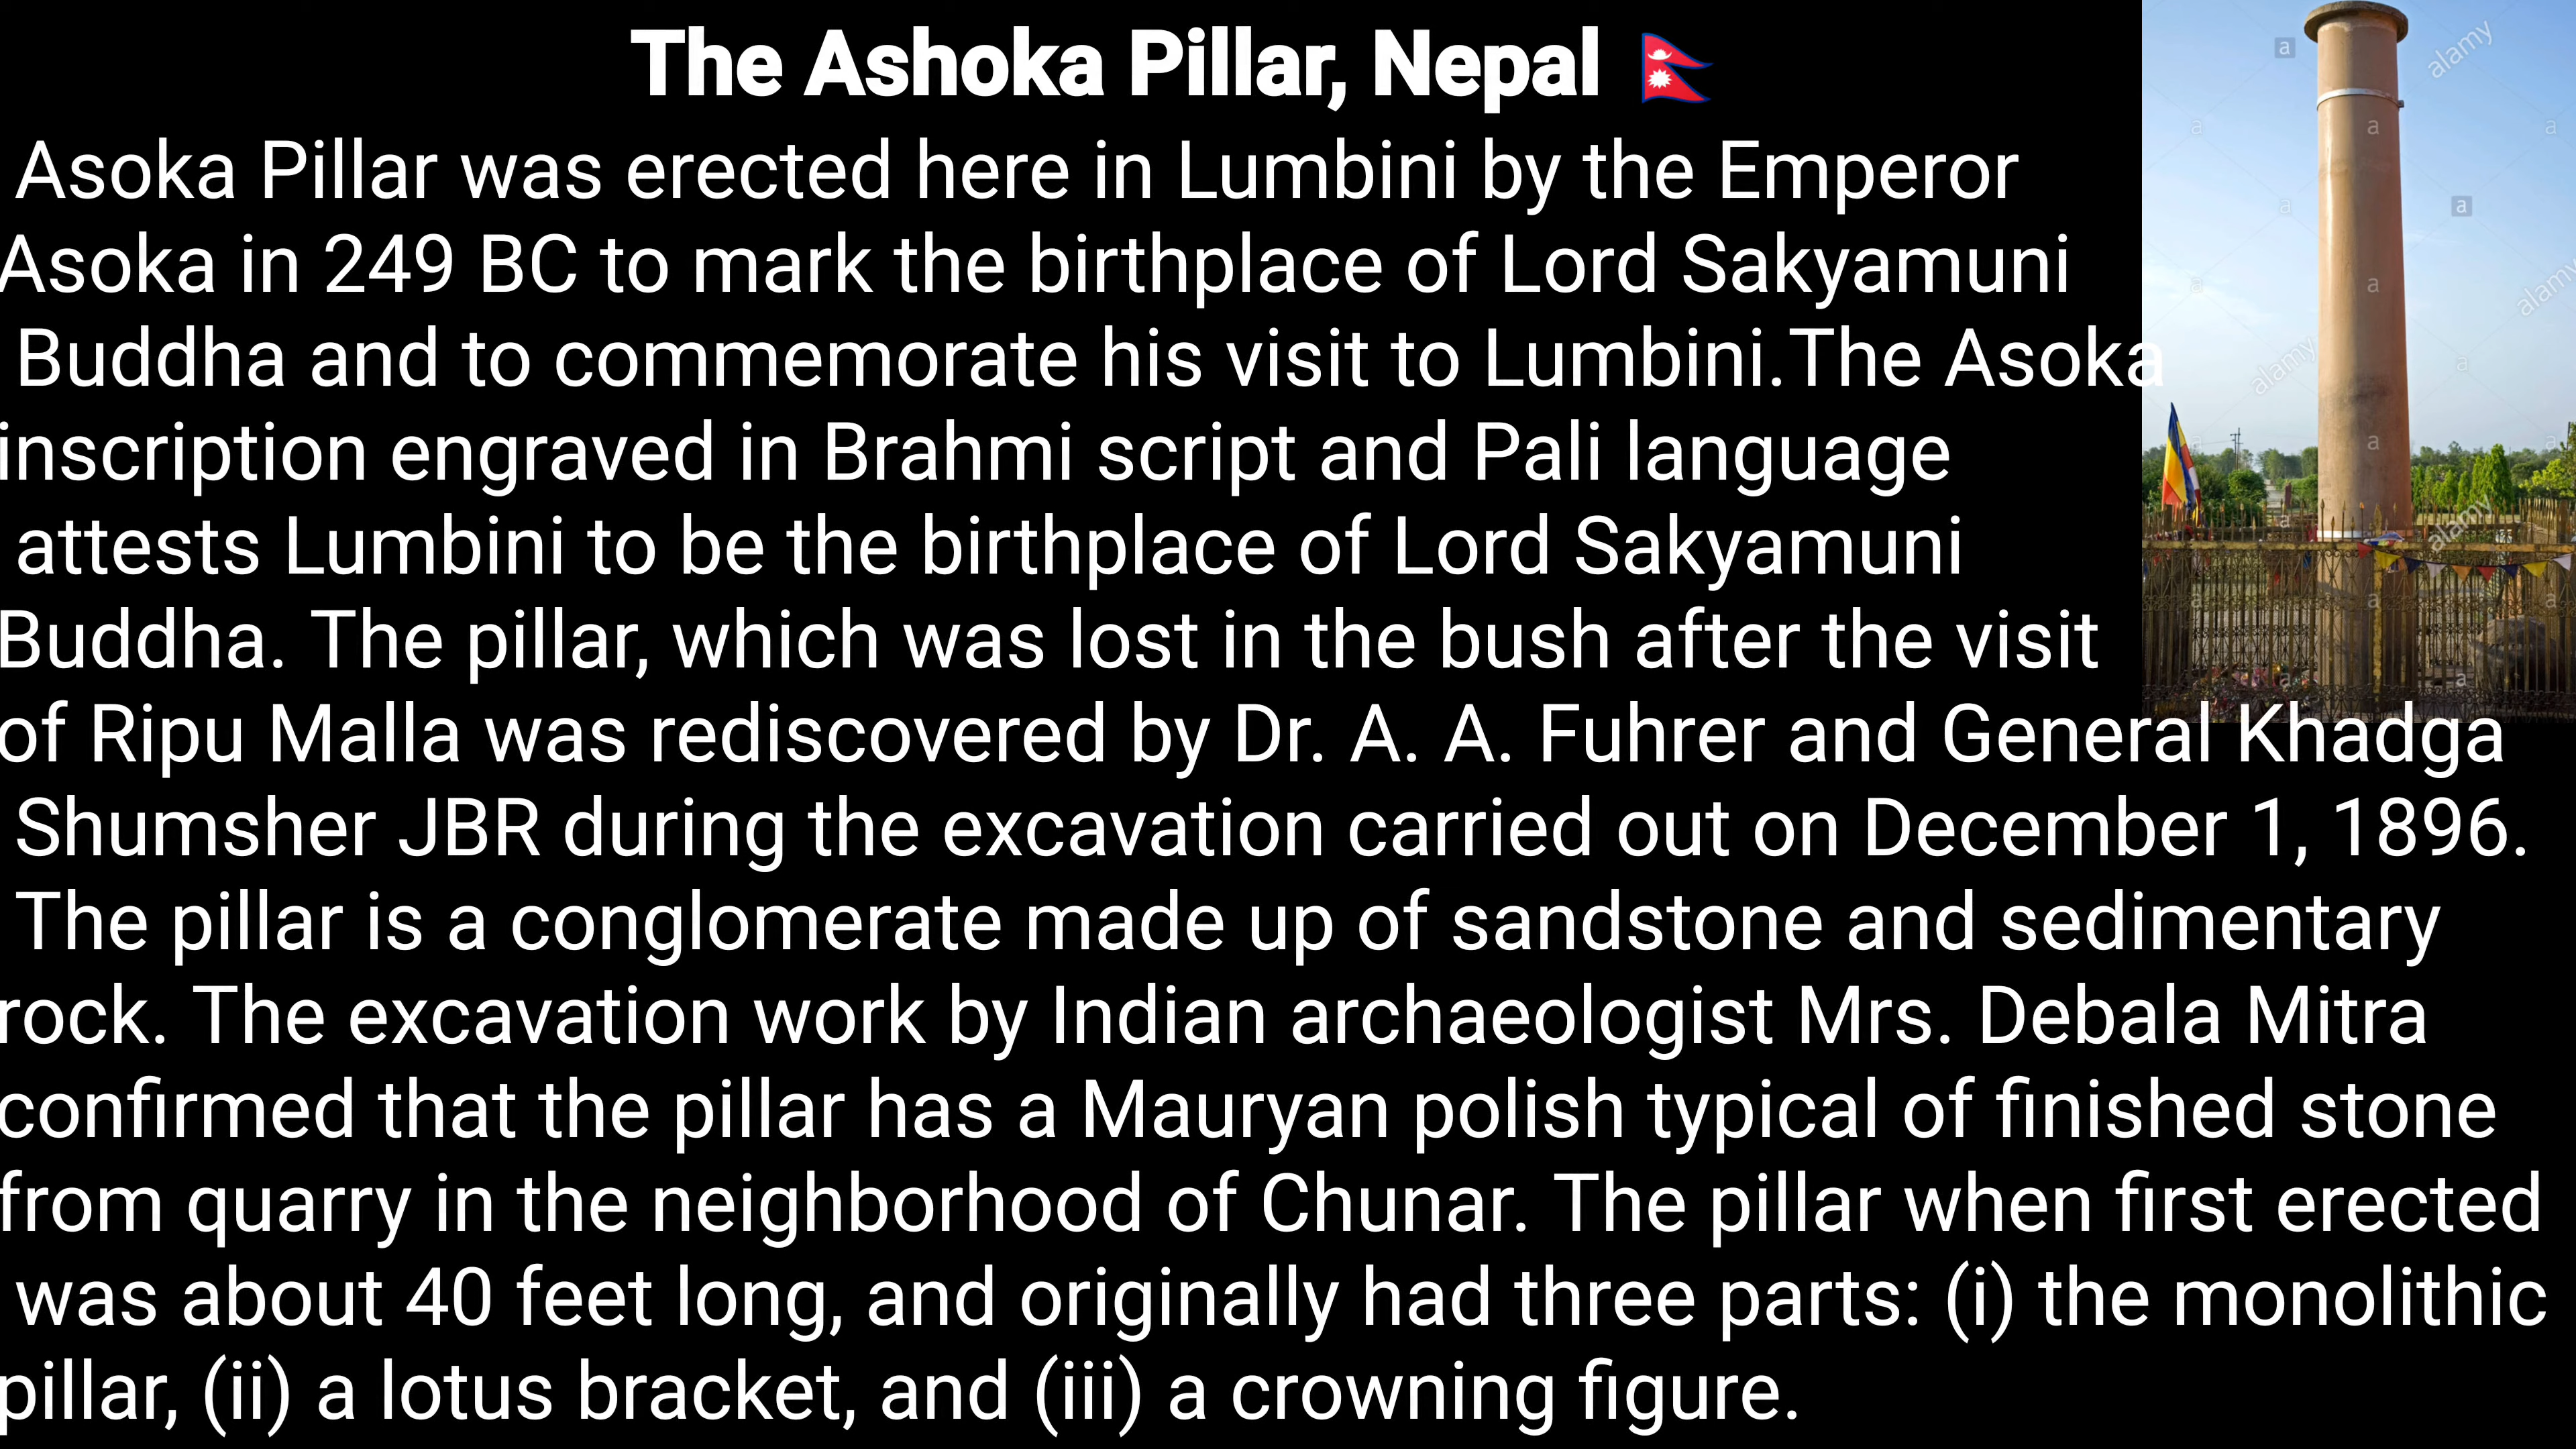 The Ashoka Pillar, Nepal 🇳🇵
Asoka Pillar was erected here in Lumbini by the Emperor
Asoka in 249 BC to mark the birthplace of Lord Sakyamuni
Buddha and to commemorate his visit to Lumbini.The Asoka
inscription engraved in Brahmi script and Pali language
attests Lumbini to be the birthplace of Lord Sakyamuni
Buddha. The pillar, which was lost in the bush after the visit
of Ripu Malla was rediscovered by Dr. A. A. Fuhrer and General Khadga
Shumsher JBR during the excavation carried out on December 1, 1896.
The pillar is a conglomerate made up of sandstone and sedimentary
rock. The excavation work by Indian archaeologist Mrs. Debala Mitra
confirmed that the pillar has a Mauryan polish typical of finished stone
from quarry in the neighborhood of Chunar. The pillar when first erected
was about 40 feet long, and originally had three parts: (i) the monolithic
pillar, (ii) a lotus bracket, and (iii) a crowning figure.
alamy
alamy
alamy
alamy